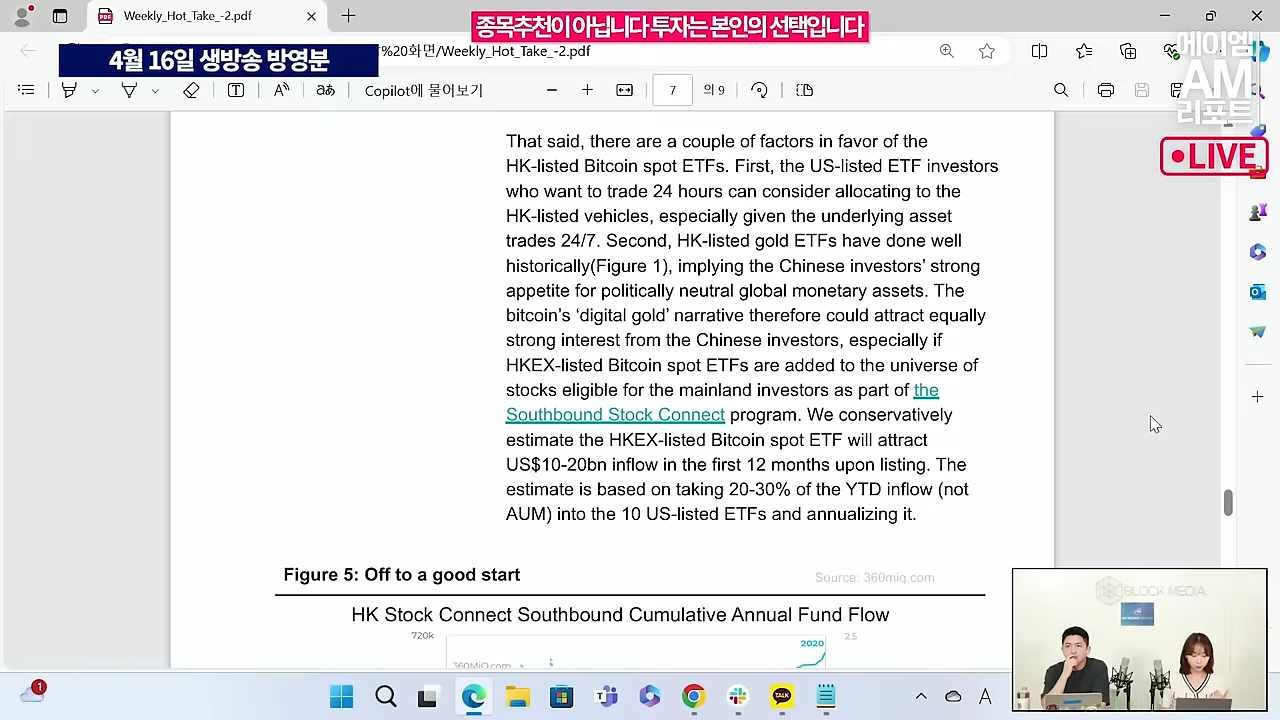 Weekly_Hot_Take_-2.pdf
종목추천이 아닙니다 투자는 본인의 선택입니다
4월 16일 생방송 방영분
%20화면/Weekly_Hot_Take_-2.pdf
에이엠
AM
리포트
LIVE
Copilot에 물어보기
7 의 9
That said, there are a couple of factors in favor of the
HK-listed Bitcoin spot ETFs. First, the US-listed ETF investors
who want to trade 24 hours can consider allocating to the
HK-listed vehicles, especially given the underlying asset
trades 24/7. Second, HK-listed gold ETFs have done well
historically(Figure 1), implying the Chinese investors’ strong
appetite for politically neutral global monetary assets. The
bitcoin’s ‘digital gold’ narrative therefore could attract equally
strong interest from the Chinese investors, especially if
HKEX-listed Bitcoin spot ETFs are added to the universe of
stocks eligible for the mainland investors as part of the
Southbound Stock Connect program. We conservatively
estimate the HKEX-listed Bitcoin spot ETF will attract
US$10-20bn inflow in the first 12 months upon listing. The
estimate is based on taking 20-30% of the YTD inflow (not
AUM) into the 10 US-listed ETFs and annualizing it.
Figure 5: Off to a good start
Source: 360miq.com
HK Stock Connect Southbound Cumulative Annual Fund Flow
720k
2020
2.5
360MiQ.com
BLOCK MEDIA
1
TALK
A